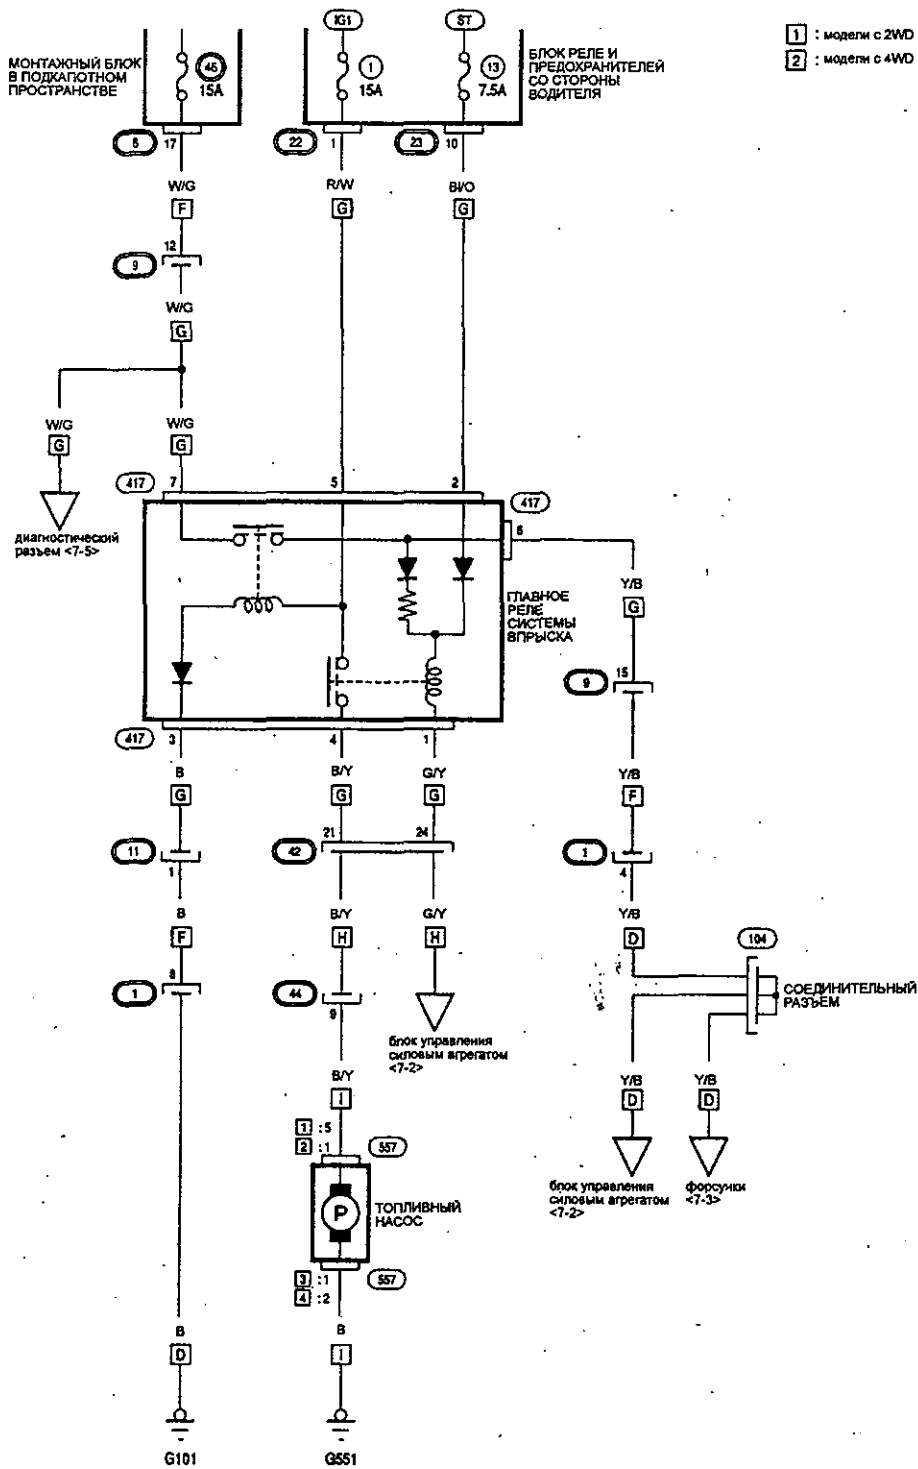 IG1
ST
1 : модели с 2WD
2 : модели с 4WD
МОНТАЖНЫЙ БЛОК
В ПОДКАПОТНОМ
ПРОСТРАНСТВЕ
45
15A
1
15A
13
7.5A
БЛОК РЕЛЕ И
ПРЕДОХРАНИТЕЛЕЙ
СО СТОРОНЫ
ВОДИТЕЛЯ
17
22
1
23
10
W/G
R/W
F
G
G
12
9
W/G
G
W/G
W/G
G
G
417
7
5
2
417
6
диагностический
разъем <7-5>
ГЛАВНОЕ
РЕЛЕ
СИСТЕМЫ
ВПРЫСКА
Y/B
G
9
15
417
3
4
1
B
B/Y
G/Y
Y/B
G
G
G
F
21
24
11
1
42
4
B
B/Y
G/Y
Y/B
F
H
H
D
104
8
1
44
9
СОЕДИНИТЕЛЬНЫЙ
РАЗЪЕМ
блок управления
силовым агрегатом
<7-2>
B/Y
I
Y/B
Y/B
D
D
1 :5
2 :1
557
блок управления
силовым агрегатом
<7-2>
форсунки
<7-3>
P
ТОПЛИВНЫЙ
НАСОС
3 :1
4 :2
557
B
B
D
I
G101
G551